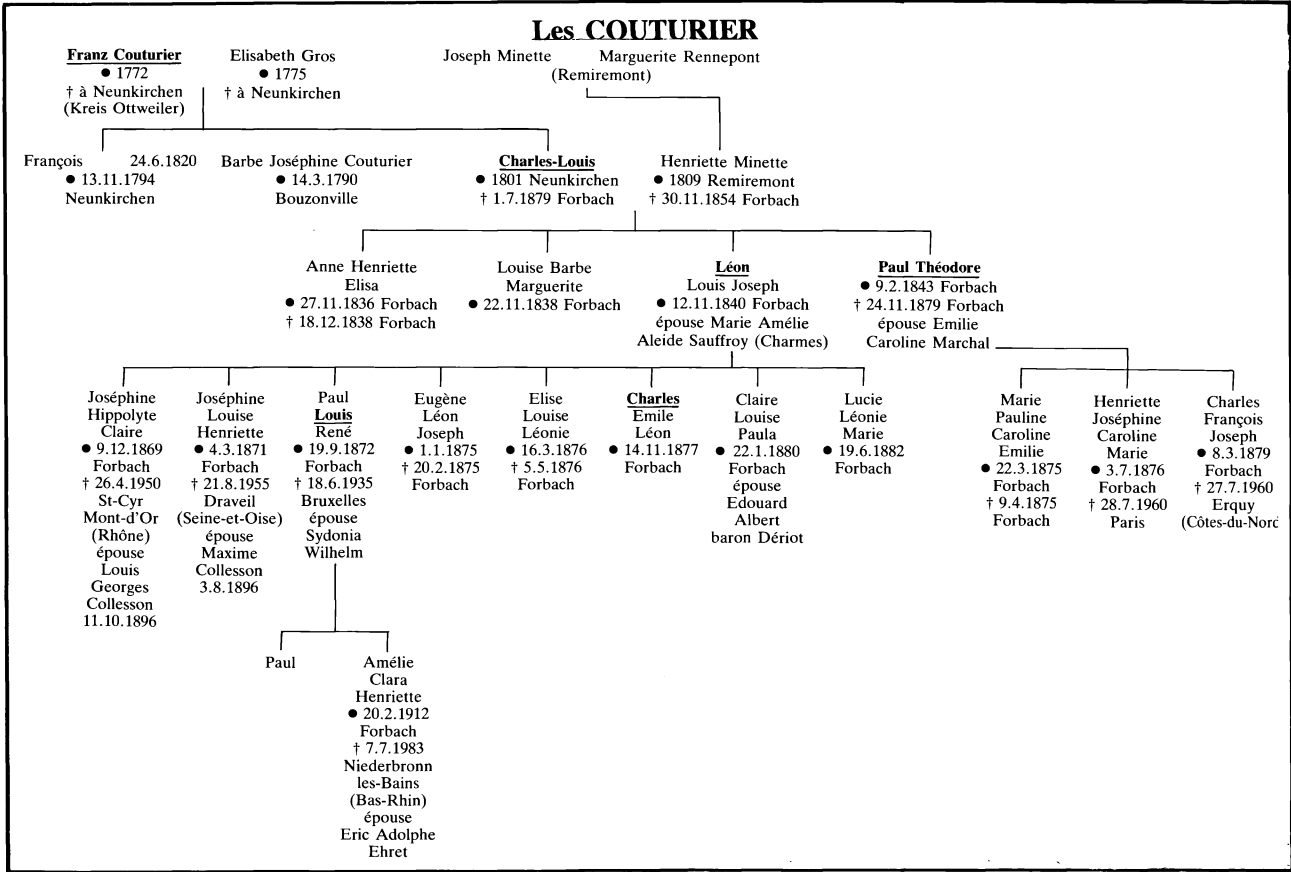 Les COUTURIER
Franz Couturier
● 1772
† à Neunkirchen
(Kreis Ottweiler)
Elisabeth Gros
● 1775
† à Neunkirchen
Joseph Minette
Marguerite Rennepont
(Remiremont)
François 24.6.1820
● 13.11.1794
Neunkirchen
Barbe Joséphine Couturier
● 14.3.1790
Bouzonville
Charles-Louis
● 1801 Neunkirchen
† 1.7.1879 Forbach
Henriette Minette
● 1809 Remiremont
† 30.11.1854 Forbach
Anne Henriette
Elisa
● 27.11.1836 Forbach
† 18.12.1838 Forbach
Louise Barbe
Marguerite
● 22.11.1838 Forbach
Léon
Louis Joseph
● 12.11.1840 Forbach
épouse Marie Amélie
Aleide Sauffroy (Charmes)
Paul Théodore
● 9.2.1843 Forbach
† 24.11.1879 Forbach
épouse Emilie
Caroline Marchal
Joséphine
Hippolyte
Claire
● 9.12.1869
Forbach
† 26.4.1950
St-Cyr
Mont-d'Or
(Rhône)
épouse
Louis
Georges
Collesson
11.10.1896
Joséphine
Louise
Henriette
● 4.3.1871
Forbach
† 21.8.1955
Draveil
(Seine-et-Oise)
épouse
Maxime
Collesson
3.8.1896
Paul
Louis
René
● 19.9.1872
Forbach
† 18.6.1935
Bruxelles
épouse
Sydonia
Wilhelm
Eugène
Léon
Joseph
● 1.1.1875
† 20.2.1875
Forbach
Elise
Louise
Léonie
● 16.3.1876
† 5.5.1876
Forbach
Charles
Emile
Léon
● 14.11.1877
Forbach
Claire
Louise
Paula
● 22.1.1880
Forbach
épouse
Edouard
Albert
baron Dériot
Lucie
Léonie
Marie
● 19.6.1882
Forbach
Marie
Pauline
Caroline
Emilie
● 22.3.1875
Forbach
† 9.4.1875
Forbach
Henriette
Joséphine
Caroline
Marie
● 3.7.1876
Forbach
† 28.7.1960
Paris
Charles
François
Joseph
● 8.3.1879
Forbach
† 27.7.1960
Erquy
(Côtes-du-Nord
Paul
Amélie
Clara
Henriette
● 20.2.1912
Forbach
† 7.7.1983
Niederbronn
les-Bains
(Bas-Rhin)
épouse
Eric Adolphe
Ehret